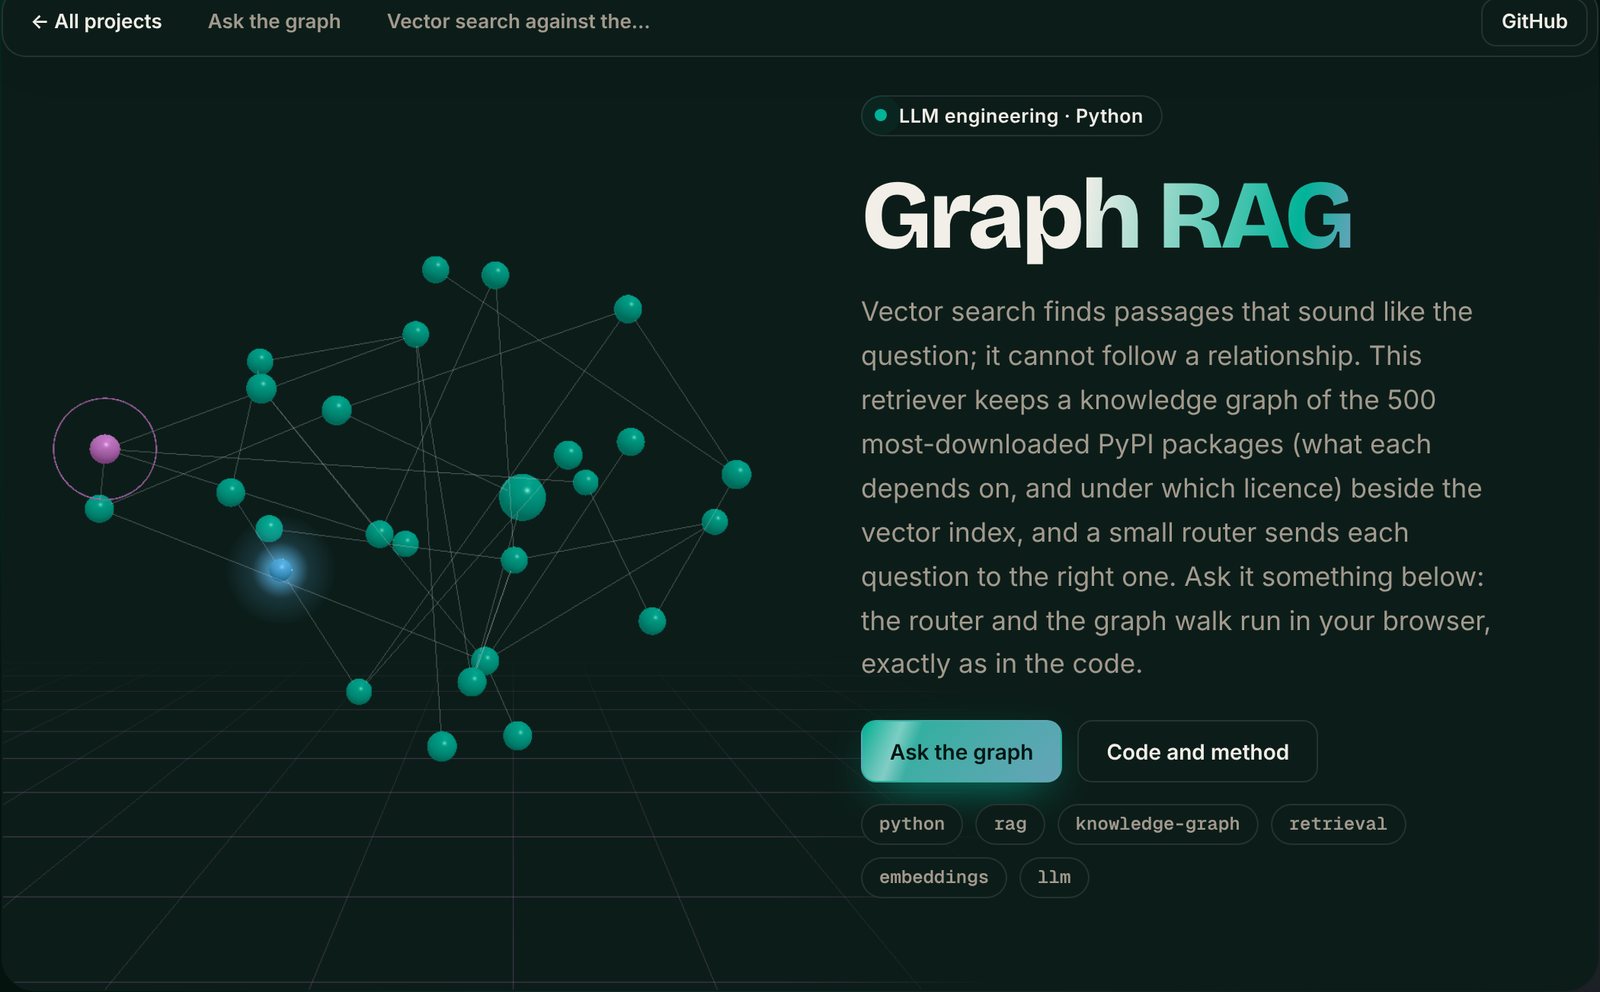 ← All projects
Ask the graph
Vector search against the...
GitHub
LLM engineering · Python
Graph RAG
Vector search finds passages that sound like the
question; it cannot follow a relationship. This
retriever keeps a knowledge graph of the 500
most-downloaded PyPI packages (what each
depends on, and under which licence) beside the
vector index, and a small router sends each
question to the right one. Ask it something below:
the router and the graph walk run in your browser,
exactly as in the code.
Ask the graph
Code and method
python
rag
knowledge-graph
retrieval
embeddings
llm